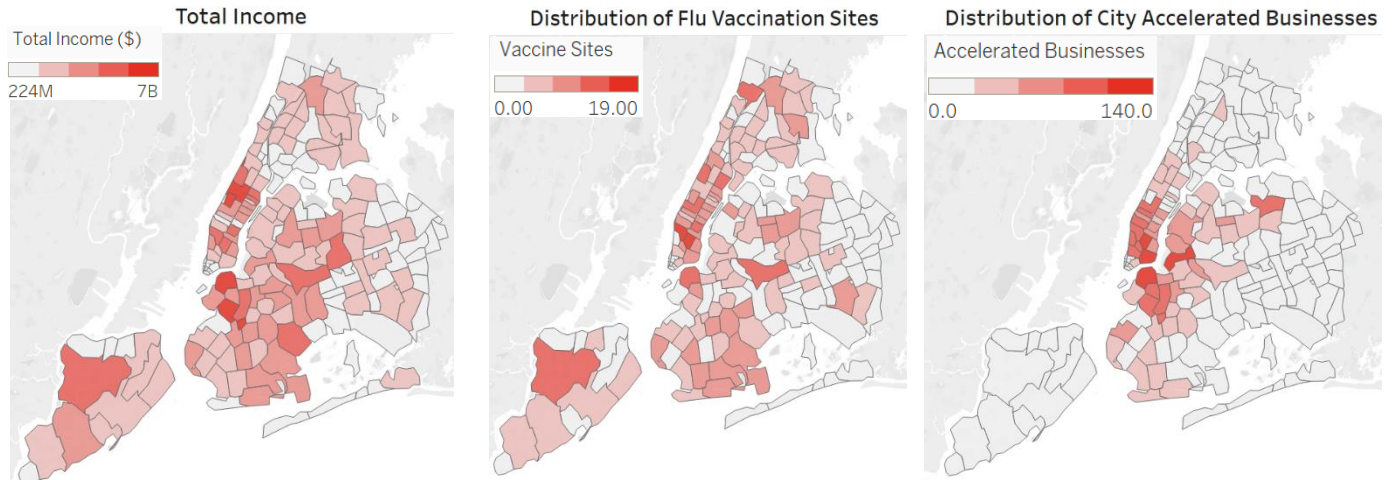 Total Income
Total Income ($)
224M 7B
Distribution of Flu Vaccination Sites
Vaccine Sites
0.00 19.00
Distribution of City Accelerated Businesses
Accelerated Businesses
0.0 140.0